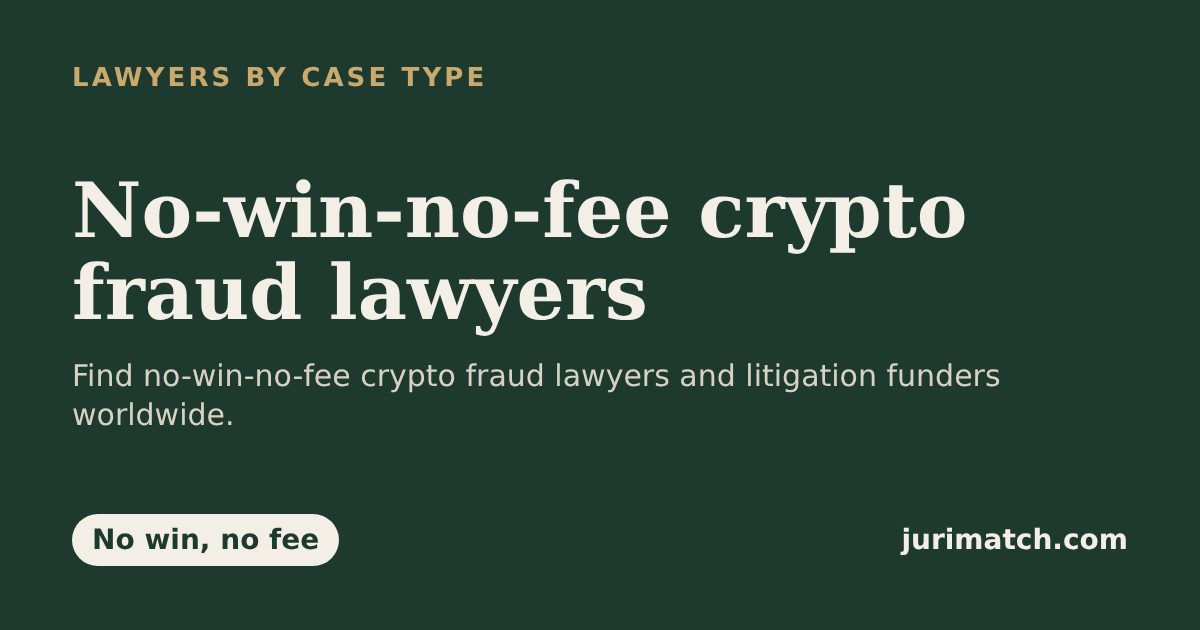 LAWYERS BY CASE TYPE
No-win-no-fee crypto
fraud lawyers
Find no-win-no-fee crypto fraud lawyers and litigation funders
worldwide.
No win, no fee
jurimatch.com